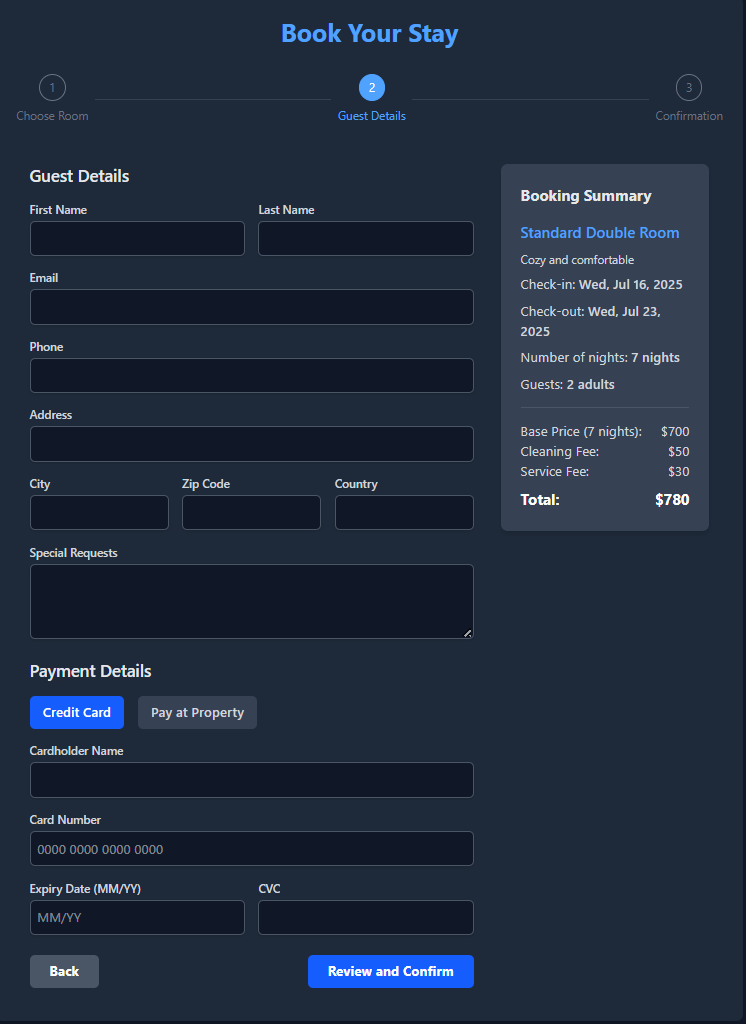 Book Your Stay
1
2
3
Choose Room
Guest Details
Confirmation
Guest Details
First Name
Last Name
Email
Phone
Address
City
Zip Code
Country
Special Requests
Payment Details
Credit Card
Pay at Property
Cardholder Name
Card Number
0000 0000 0000 0000
Expiry Date (MM/YY)
CVC
MM/YY
Back
Review and Confirm
Booking Summary
Standard Double Room
Cozy and comfortable
Check-in: Wed, Jul 16, 2025
Check-out: Wed, Jul 23,
2025
Number of nights: 7 nights
Guests: 2 adults
Base Price (7 nights): $700
Cleaning Fee: $50
Service Fee: $30
Total: $780